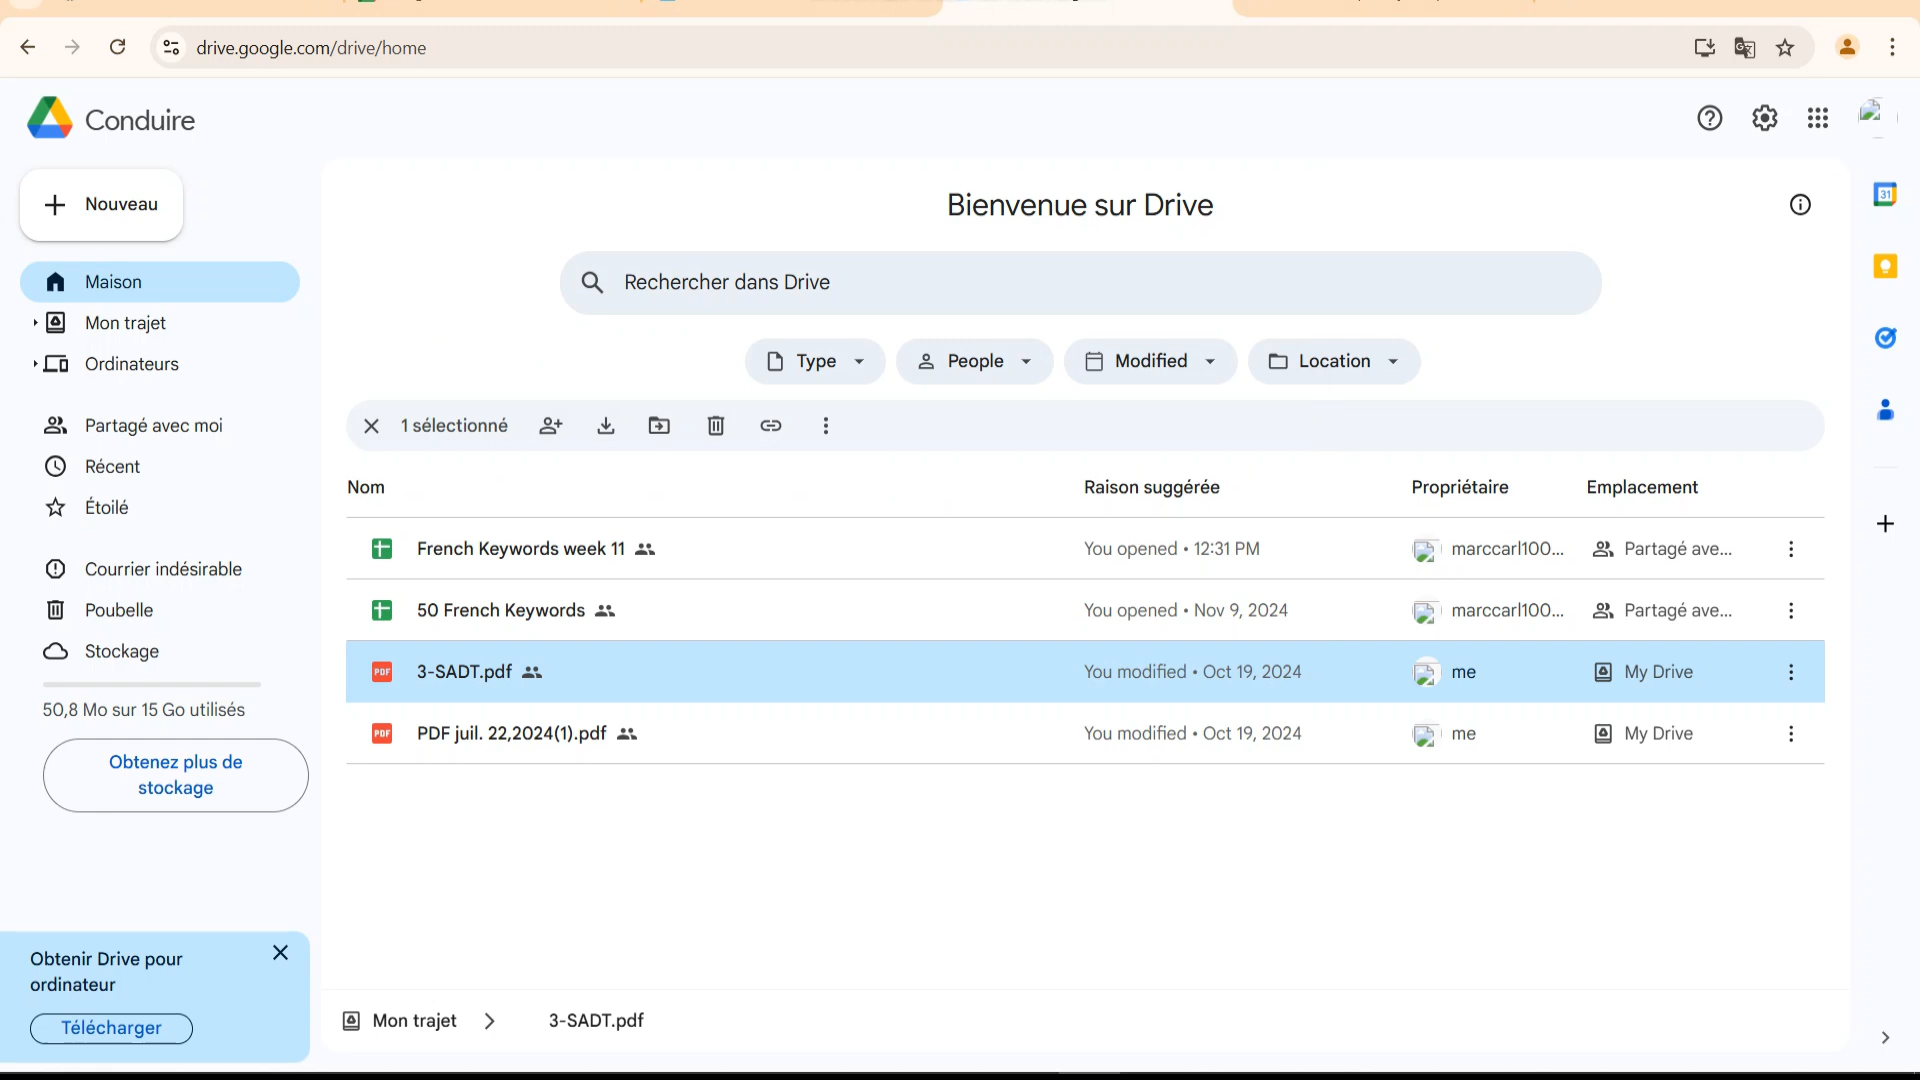 drive.google.com/drive/home
Conduire
Nouveau
Maison
Mon trajet
Ordinateurs
Partagé avec moi
Récent
Étoilé
Courrier indésirable
Poubelle
Stockage
50,8 Mo sur 15 Go utilisés
Obtenez plus de
stockage
Obtenir Drive pour
ordinateur
Télécharger
Bienvenue sur Drive
Rechercher dans Drive
Type People Modified Location
1 sélectionné
Nom Raison suggérée Propriétaire Emplacement
French Keywords week 11 You opened • 12:31 PM marccarl100... Partagé ave...
50 French Keywords You opened • Nov 9, 2024 marccarl100... Partagé ave...
PDF 3-SADT.pdf You modified • Oct 19, 2024 me My Drive
PDF PDF juil. 22,2024(1).pdf You modified • Oct 19, 2024 me My Drive
Mon trajet 3-SADT.pdf
31